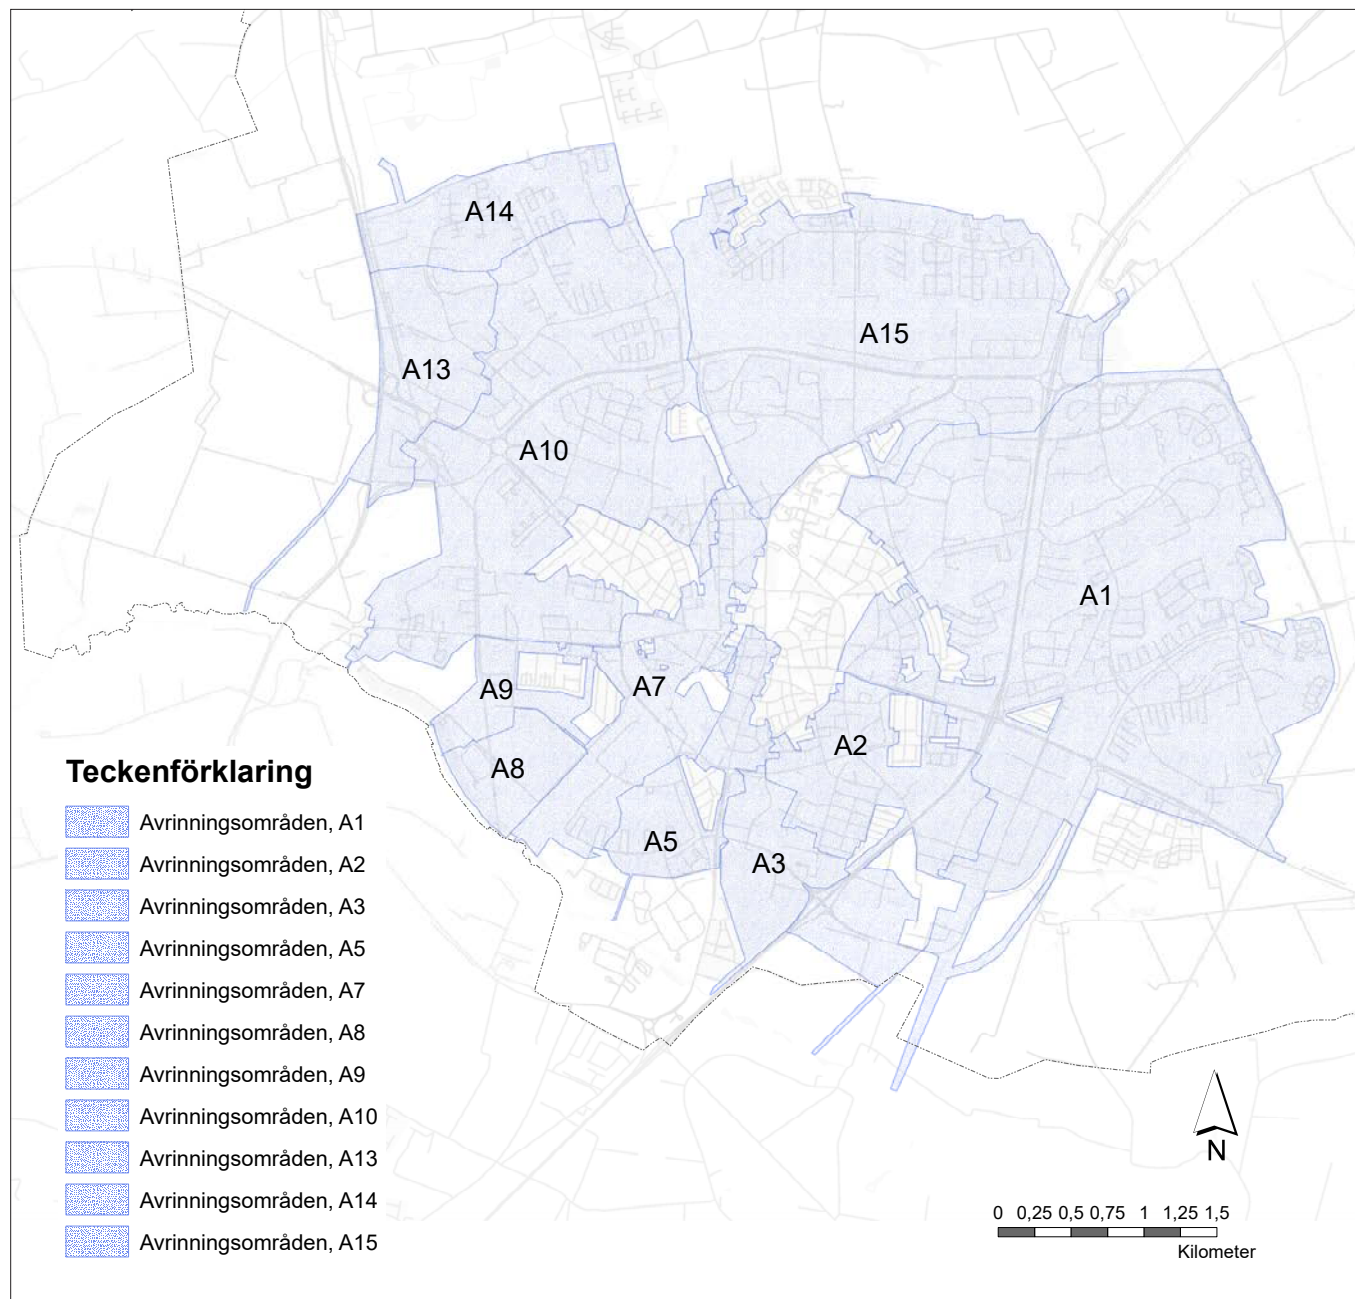 A14
A15
A13
A10
A1
A9
A7
A2
A8
A5
A3
Teckenförklaring
Avrinningsområden, A1
Avrinningsområden, A2
Avrinningsområden, A3
Avrinningsområden, A5
Avrinningsområden, A7
Avrinningsområden, A8
Avrinningsområden, A9
Avrinningsområden, A10
Avrinningsområden, A13
Avrinningsområden, A14
Avrinningsområden, A15
N
0 0,25 0,5 0,75 1 1,25 1,5
Kilometer